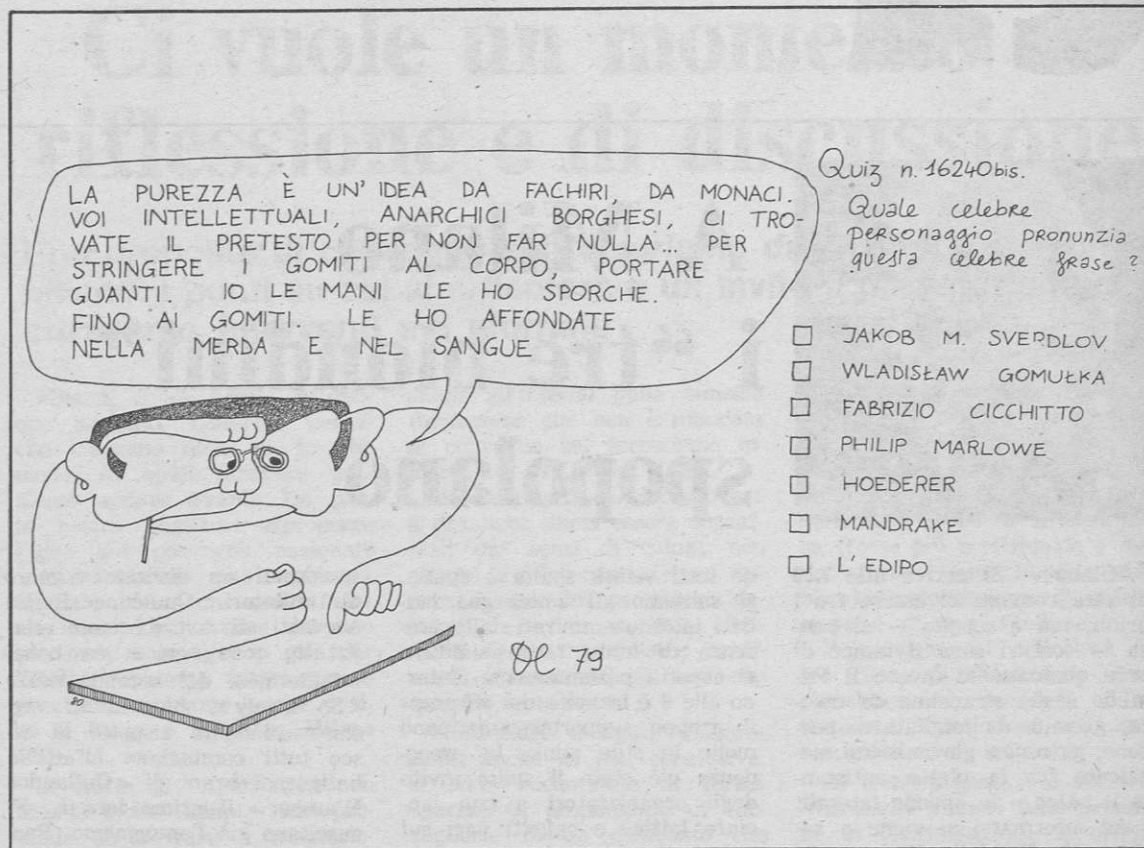 LA PUREZZA È UN' IDEA DA FACHIRI, DA MONACI.
VOI INTELLETTUALI, ANARCHICI BORGHESI, CI TRO-
VATE IL PRETESTO PER NON FAR NULLA... PER
STRINGERE I GOMITI AL CORPO, PORTARE
GUANTI. IO LE MANI LE HO SPORCHE.
FINO AI GOMITI. LE HO AFFONDATE
NELLA MERDA E NEL SANGUE
Quiz n. 16240 bis.
Quale celebre
personaggio pronunzia
questa celebre frase?
JAKOB M. SVERDLOV
WLADISŁAW GOMUŁKA
FABRIZIO CICCHITTO
PHILIP MARLOWE
HOEDERER
MANDRAKE
L'EDIPO
79